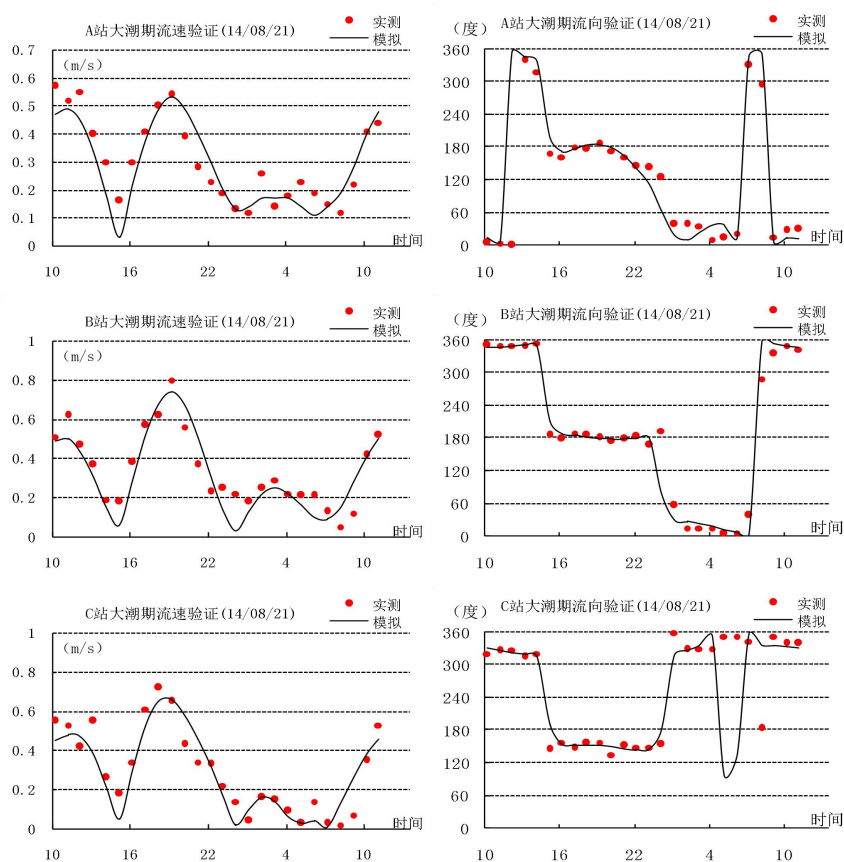 A站大潮期流速验证(14/08/21)
实测
模拟
(m/s)
0.7
0.6
0.5
0.4
0.3
0.2
0.1
0
时间
10 16 22 4 10
(度) A站大潮期流向验证(14/08/21)
实测
模拟
360
300
240
180
120
60
0
时间
10 16 22 4 10
B站大潮期流速验证(14/08/21)
实测
模拟
(m/s)
1
0.8
0.6
0.4
0.2
0
时间
10 16 22 4 10
(度) B站大潮期流向验证(14/08/21)
实测
模拟
360
300
240
180
120
60
0
时间
10 16 22 4 10
C站大潮期流速验证(14/08/21)
实测
模拟
(m/s)
1
0.8
0.6
0.4
0.2
0
时间
10 16 22 4 10
(度) C站大潮期流向验证(14/08/21)
实测
模拟
360
300
240
180
120
60
0
时间
10 16 22 4 10